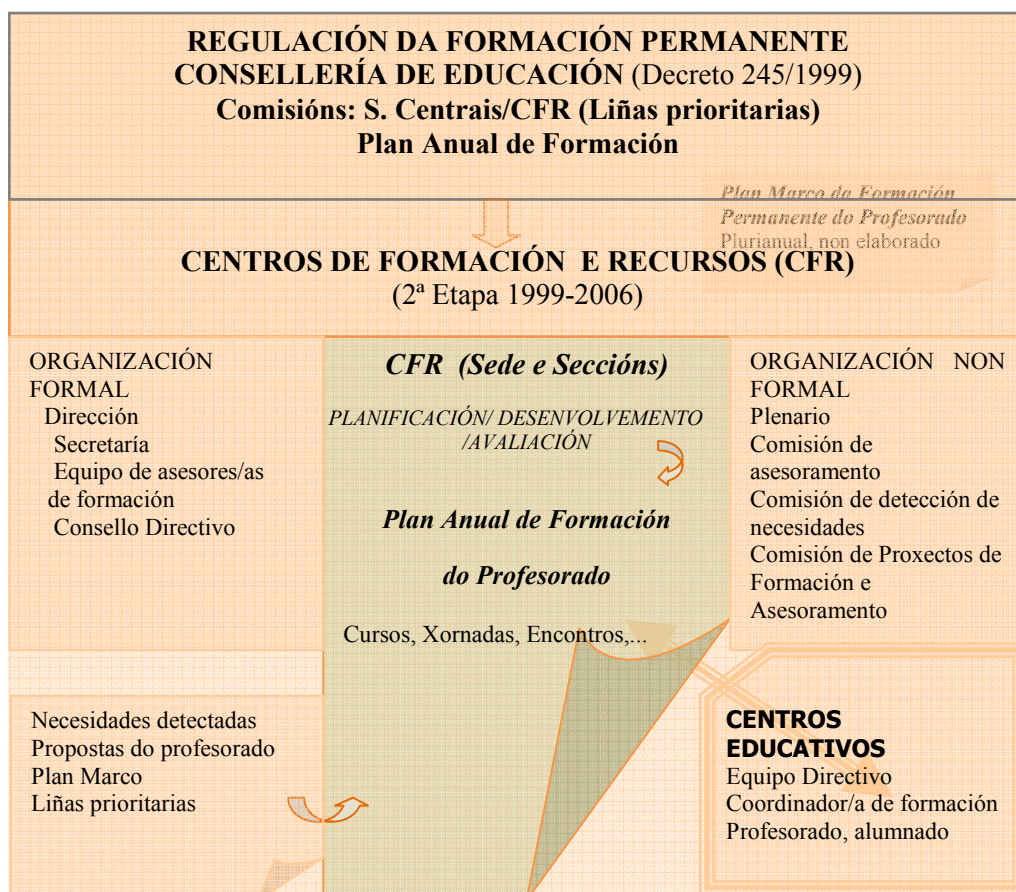 REGULACIÓN DA FORMACIÓN PERMANENTE
CONSELLERÍA DE EDUCACIÓN (Decreto 245/1999)
Comisións: S. Centrais/CFR (Liñas prioritarias)
Plan Anual de Formación
Plan Marco da Formación
Permanente do Profesorado
Plurianual, non elaborado
CENTROS DE FORMACIÓN E RECURSOS (CFR)
(2ª Etapa 1999-2006)
ORGANIZACIÓN
FORMAL
Dirección
Secretaría
Equipo de asesores/as
de formación
Consello Directivo
CFR (Sede e Seccións)
PLANIFICACIÓN/ DESENVOLVEMENTO
/AVALIACIÓN
Plan Anual de Formación
do Profesorado
Cursos, Xornadas, Encontros,...
ORGANIZACIÓN NON
FORMAL
Plenario
Comisión de
asesoramento
Comisión de detección de
necesidades
Comisión de Proxectos de
Formación e
Asesoramento
Necesidades detectadas
Propostas do profesorado
Plan Marco
Liñas prioritarias
CENTROS
EDUCATIVOS
Equipo Directivo
Coordinador/a de formación
Profesorado, alumnado